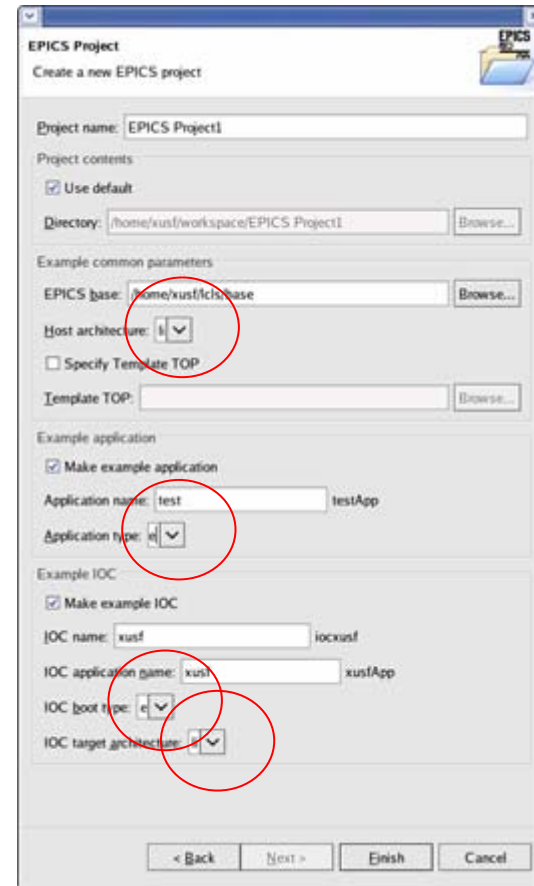 EPICS Project
Create a new EPICS project
EPICS
Project name: EPICS Project1
Project contents
Use default
Directory: /home/xusf/workspace/EPICS Project1 Browse...
Example common parameters
EPICS base: /home/xusf/lcls/base Browse...
Host architecture: li
Specify Template TOP
Template TOP: Browse...
Example application
Make example application
Application name: test testApp
Application type: e
Example IOC
Make example IOC
IOC name: xusf iocxusf
IOC application name: xusf xusfApp
IOC boot type: e
IOC target architecture: li
< Back Next > Finish Cancel